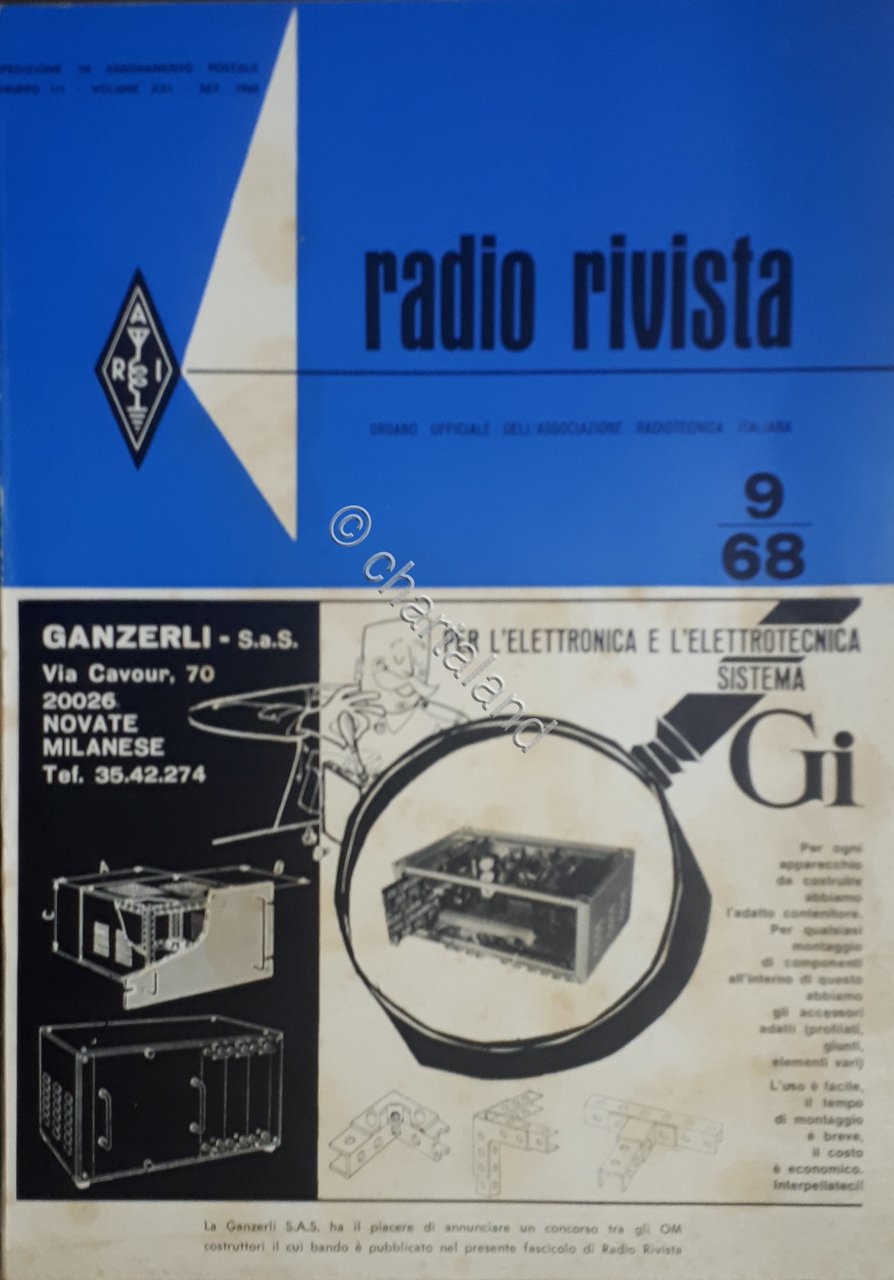 SPEDIZIONE IN ABBONAMENTO POSTALE
GRUPPO III - VOLUME XXI SET. 1968
A
R I
radio rivista
ORGANO UFFICIALE DELL'ASSOCIAZIONE RADIOTECNICA ITALIANA
9
68
© chartaland
GANZERLI - S.a.S.
Via Cavour, 70
20026
NOVATE
MILANESE
Tef. 35.42.274
PER L'ELETTRONICA E L'ELETTROTECNICA
SISTEMA
Gi
A
B
C
Per ogni
apparecchio
da costruire
abbiamo
l'adatto contenitore.
Per qualsiasi
montaggio
di componenti
all'interno di questo
abbiamo
gli accessori
adatti (profilati,
giunti,
elementi vari)
L'uso è facile,
il tempo
di montaggio
è breve,
il costo
è economico.
Interpellateci!
La Ganzerli S.A.S. ha il piacere di annunciare un concorso tra gli OM
costruttori il cui bando è pubblicato nel presente fascicolo di Radio Rivista